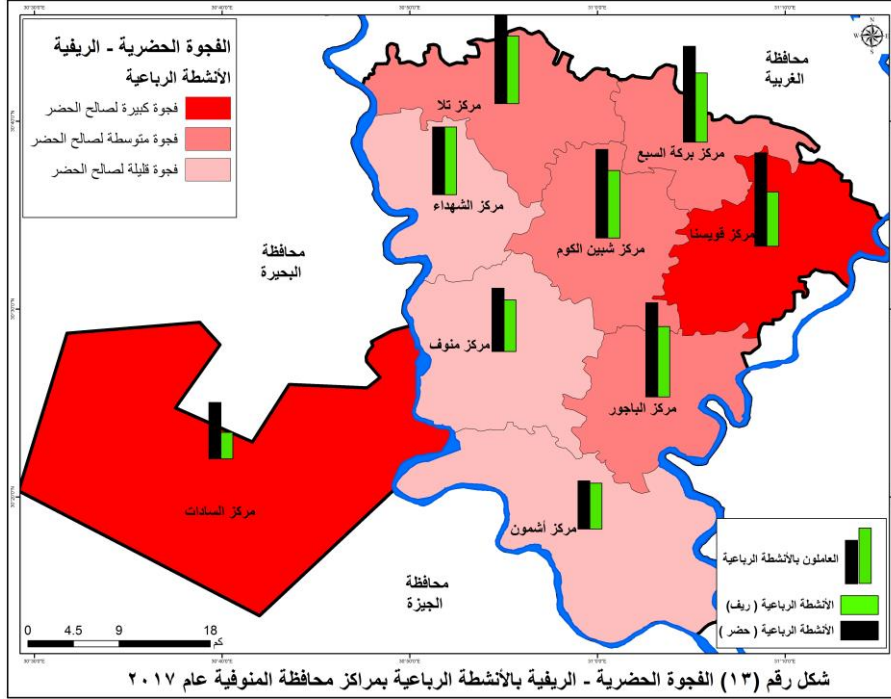 الفجوة الحضرية - الريفية
الأنشطة الرباعية
فجوة كبيرة لصالح الحضر
فجوة متوسطة لصالح الحضر
فجوة قليلة لصالح الحضر
محافظة
الغربية
N
W
E
S
مركز تلا
مركز بركة السبع
مركز الشهداء
مركز شبين الكوم
مركز قويسنا
محافظة
البحيرة
مركز منوف
مركز الباجور
مركز السادات
مركز أشمون
محافظة
الجيزة
العاملون بالأنشطة الرباعية
الأنشطة الرباعية ( ريف)
الأنشطة الرباعية ( حضر )
0 4.5 9 18
كم
شكل رقم (١٣) الفجوة الحضرية - الريفية بالأنشطة الرباعية بمراكز محافظة المنوفية عام ٢٠١٧